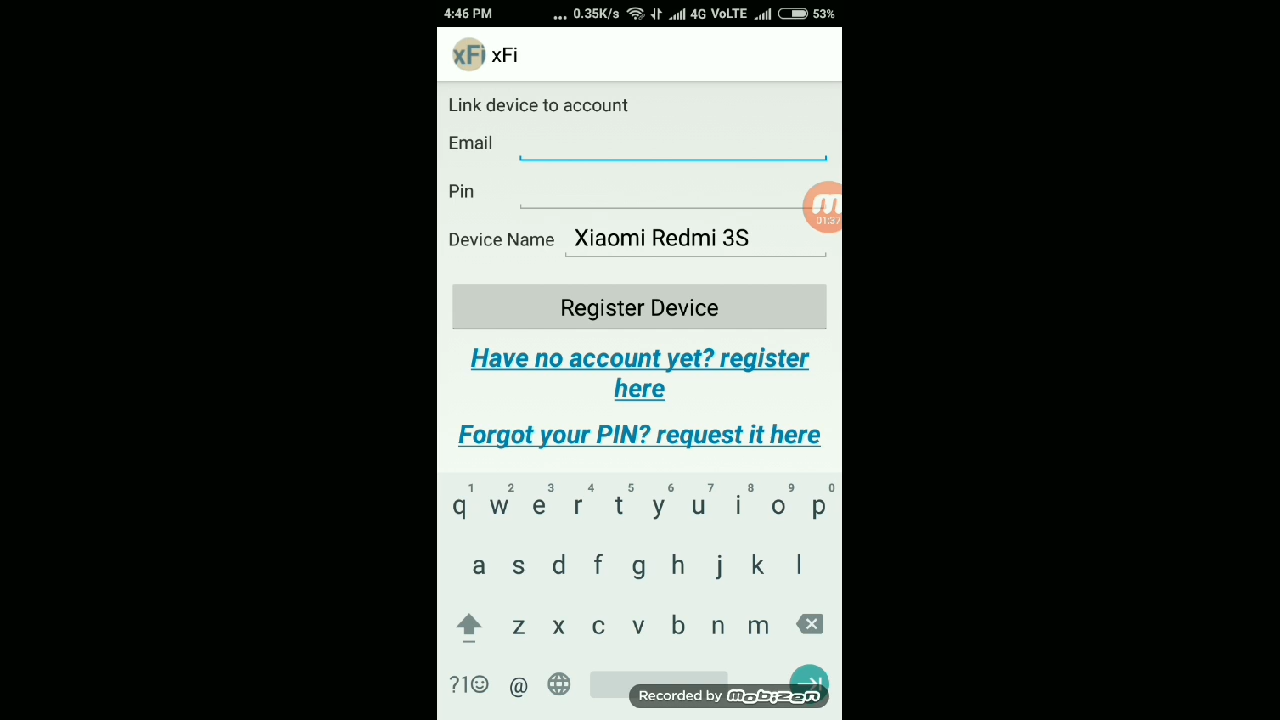 4:46 PM ... 0.35K/s 4G VoLTE 53%
xFi xFi
Link device to account
Email
Pin
01:37
Device Name Xiaomi Redmi 3S
Register Device
Have no account yet? register
here
Forgot your PIN? request it here
1 2 3 4 5 6 7 8 9 0
q w e r t y u i o p
a s d f g h j k l
z x c v b n m
?1☺ @
Recorded by mobizen